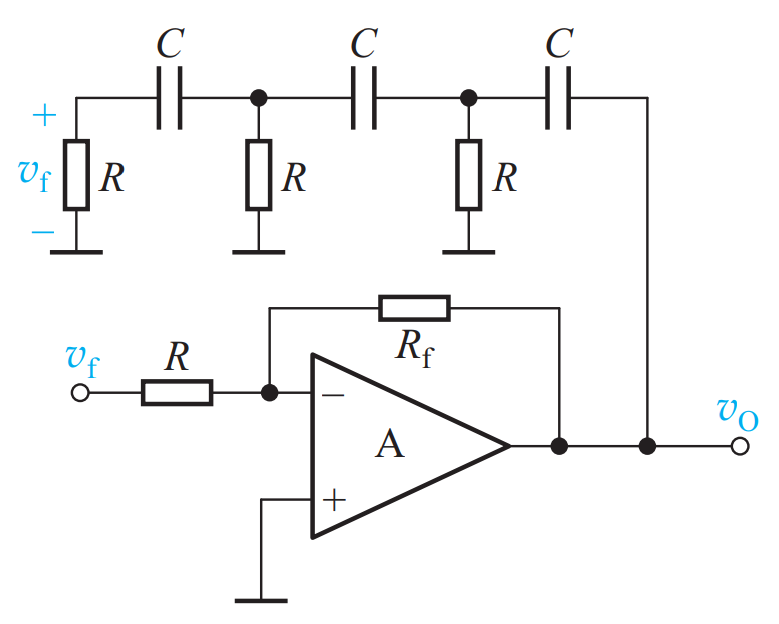 C C C
+
v_f R R R
−
R_f
v_f R
−
A
v_O
+